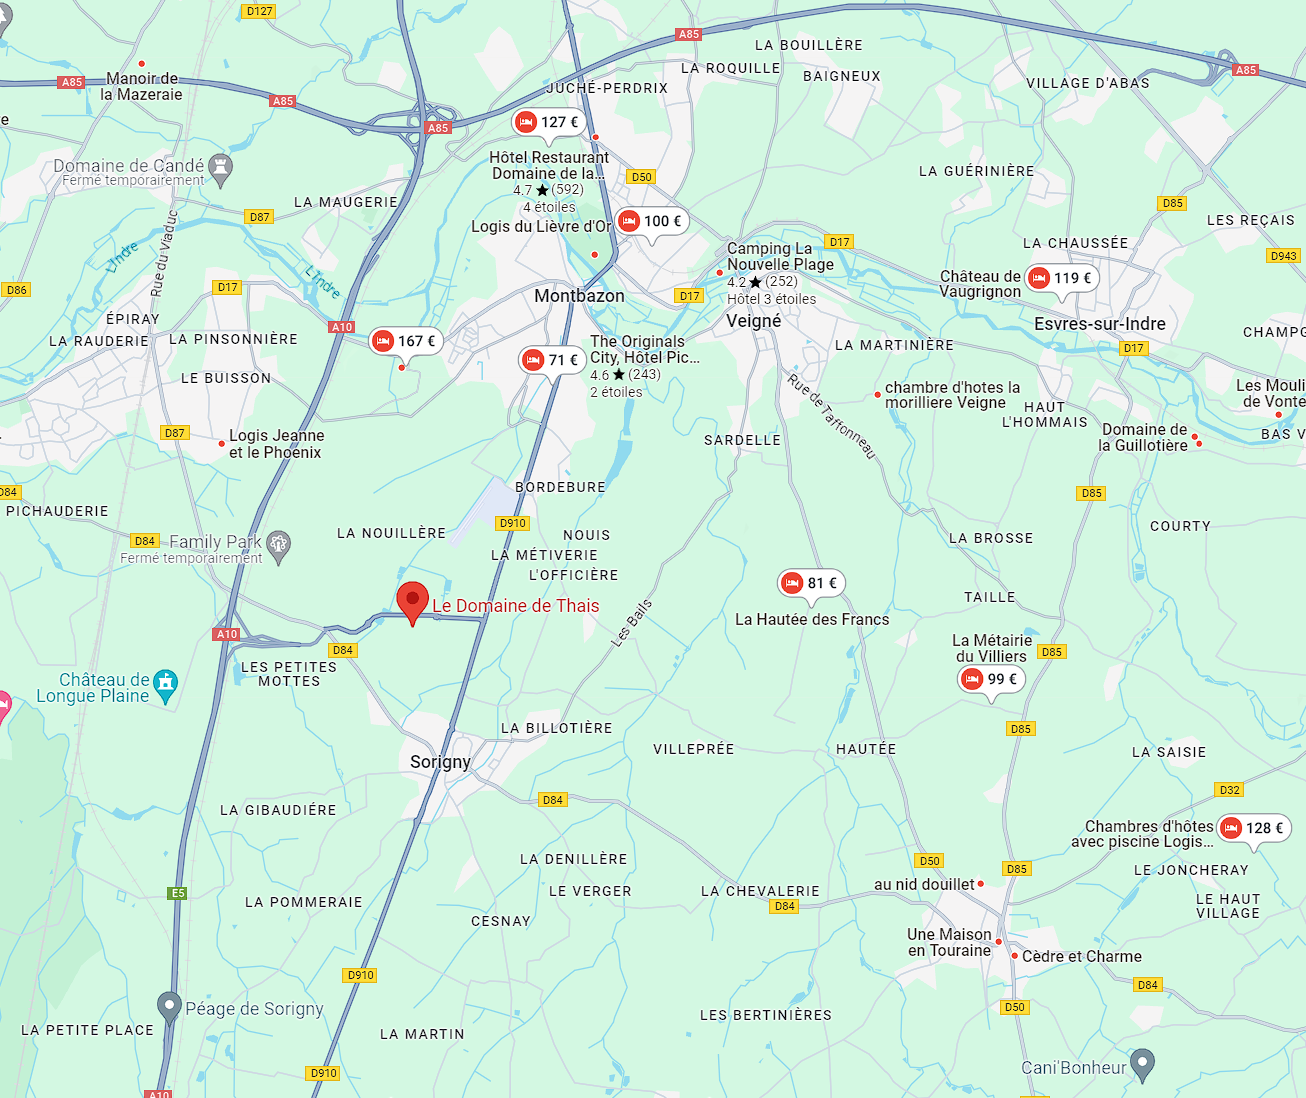 D127
A85
LA BOUILLÈRE
LA ROQUILLE
BAIGNEUX
A85
VILLAGE D'ABAS
Manoir de
la Mazeraie
A85
A85
JUCHÉ-PERDRIX
A85
re
127 €
Domaine de Candé
Fermé temporairement
Hôtel Restaurant
Domaine de la...
4.7 ★ (592)
4 étoiles
D50
LA GUÉRINIÈRE
LA MAUGERIE
D87
D85
LES REÇAIS
Logis du Lievre d'Or
100 €
L'Indre
Rue du Viaduc
L'Indre
D17
LA CHAUSSÉE
D943
Camping La
Nouvelle Plage
4.2 ★ (252)
Hôtel 3 étoiles
Château de
Vaugrignon
119 €
D86
D17
Montbazon
D17
ÉPIRAY
A10
Veigné
Esvres-sur-Indre
CHAMPG
LA RAUDERIE
LA PINSONNIÈRE
167 €
The Originals
City, Hôtel Pic...
4.6 ★ (243)
2 étoiles
71 €
LA MARTINIÈRE
D17
LE BUISSON
Rue de Taffonneau
chambre d'hotes la
morilliere Veigne
HAUT
L'HOMMAIS
Les Mouli
de Vonte
D87
Logis Jeanne
et le Phoenix
SARDELLE
Domaine de
la Guillotière
BAS V
D84
BORDEBURE
D85
PICHAUDERIE
D910
COURTY
D84
Family Park
Fermé temporairement
LA NOUILLÈRE
NOUIS
LA BROSSE
LA MÉTIVERIE
L'OFFICIÈRE
81 €
La Hautée des Francs
TAILLE
Le Domaine de Thais
Les Bails
A10
D84
La Métairie
du Villiers
99 €
D85
LES PETITES
MOTTES
Château de
Longue Plaine
LA BILLOTIÈRE
D85
VILLEPRÉE
HAUTÉE
LA SAISIE
Sorigny
D84
D32
LA GIBAUDIÉRE
Chambres d'hôtes
avec piscine Logis...
128 €
LA DENILLÈRE
D50
D85
LE JONCHERAY
E5
LE VERGER
LA CHEVALERIE
D84
au nid douillet
LA POMMERAIE
CESNAY
LE HAUT
VILLAGE
Une Maison
en Touraine
Cèdre et Charme
D910
D84
Péage de Sorigny
D50
LA PETITE PLACE
LA MARTIN
LES BERTINIÈRES
D910
Cani'Bonheur
A10